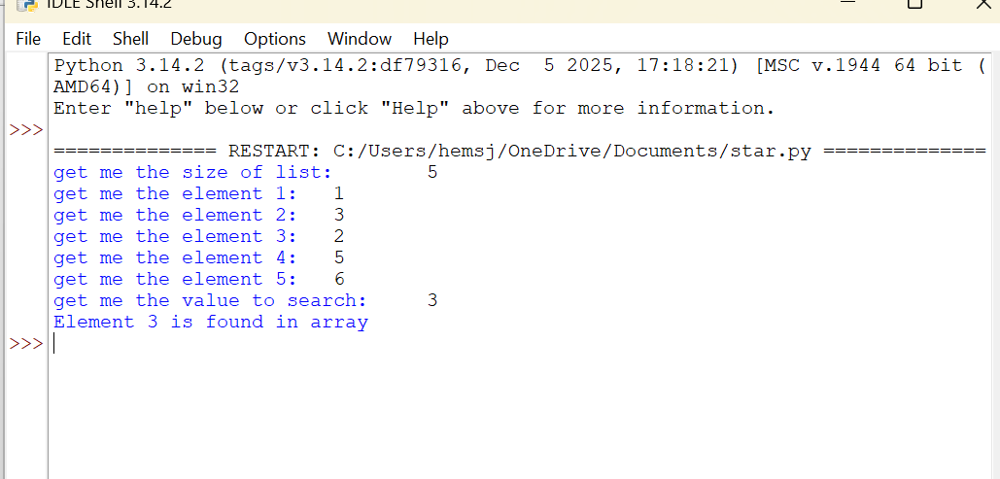 IDLE Shell 3.14.2
File Edit Shell Debug Options Window Help
Python 3.14.2 (tags/v3.14.2:df79316, Dec  5 2025, 17:18:21) [MSC v.1944 64 bit (
AMD64)] on win32
Enter "help" below or click "Help" above for more information.
>>>
============== RESTART: C:/Users/hemsj/OneDrive/Documents/star.py ==============
get me the size of list:        5
get me the element 1:   1
get me the element 2:   3
get me the element 3:   2
get me the element 4:   5
get me the element 5:   6
get me the value to search:     3
Element 3 is found in array
>>>